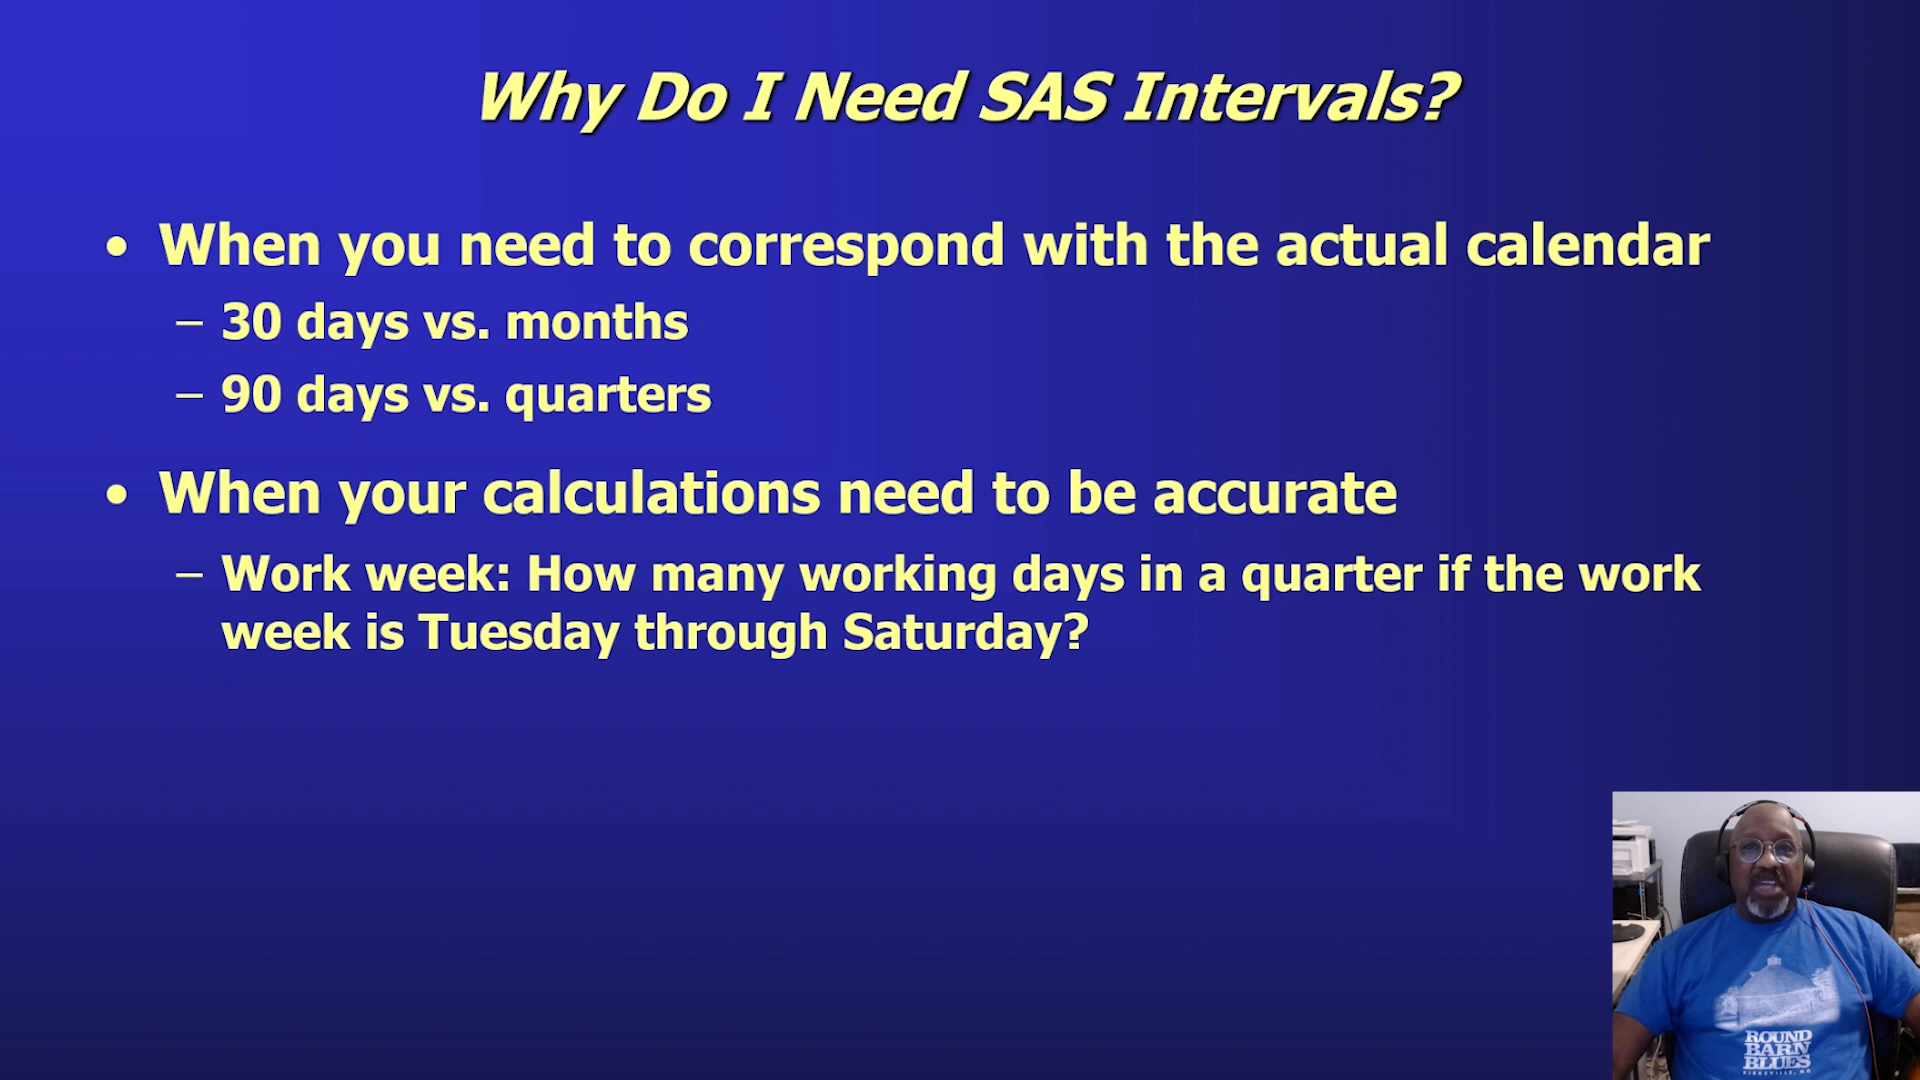 Why Do I Need SAS Intervals?
• When you need to correspond with the actual calendar
– 30 days vs. months
– 90 days vs. quarters
• When your calculations need to be accurate
– Work week: How many working days in a quarter if the work
week is Tuesday through Saturday?
ROUND
BARN
BLUES
KIRKSVILLE, MO